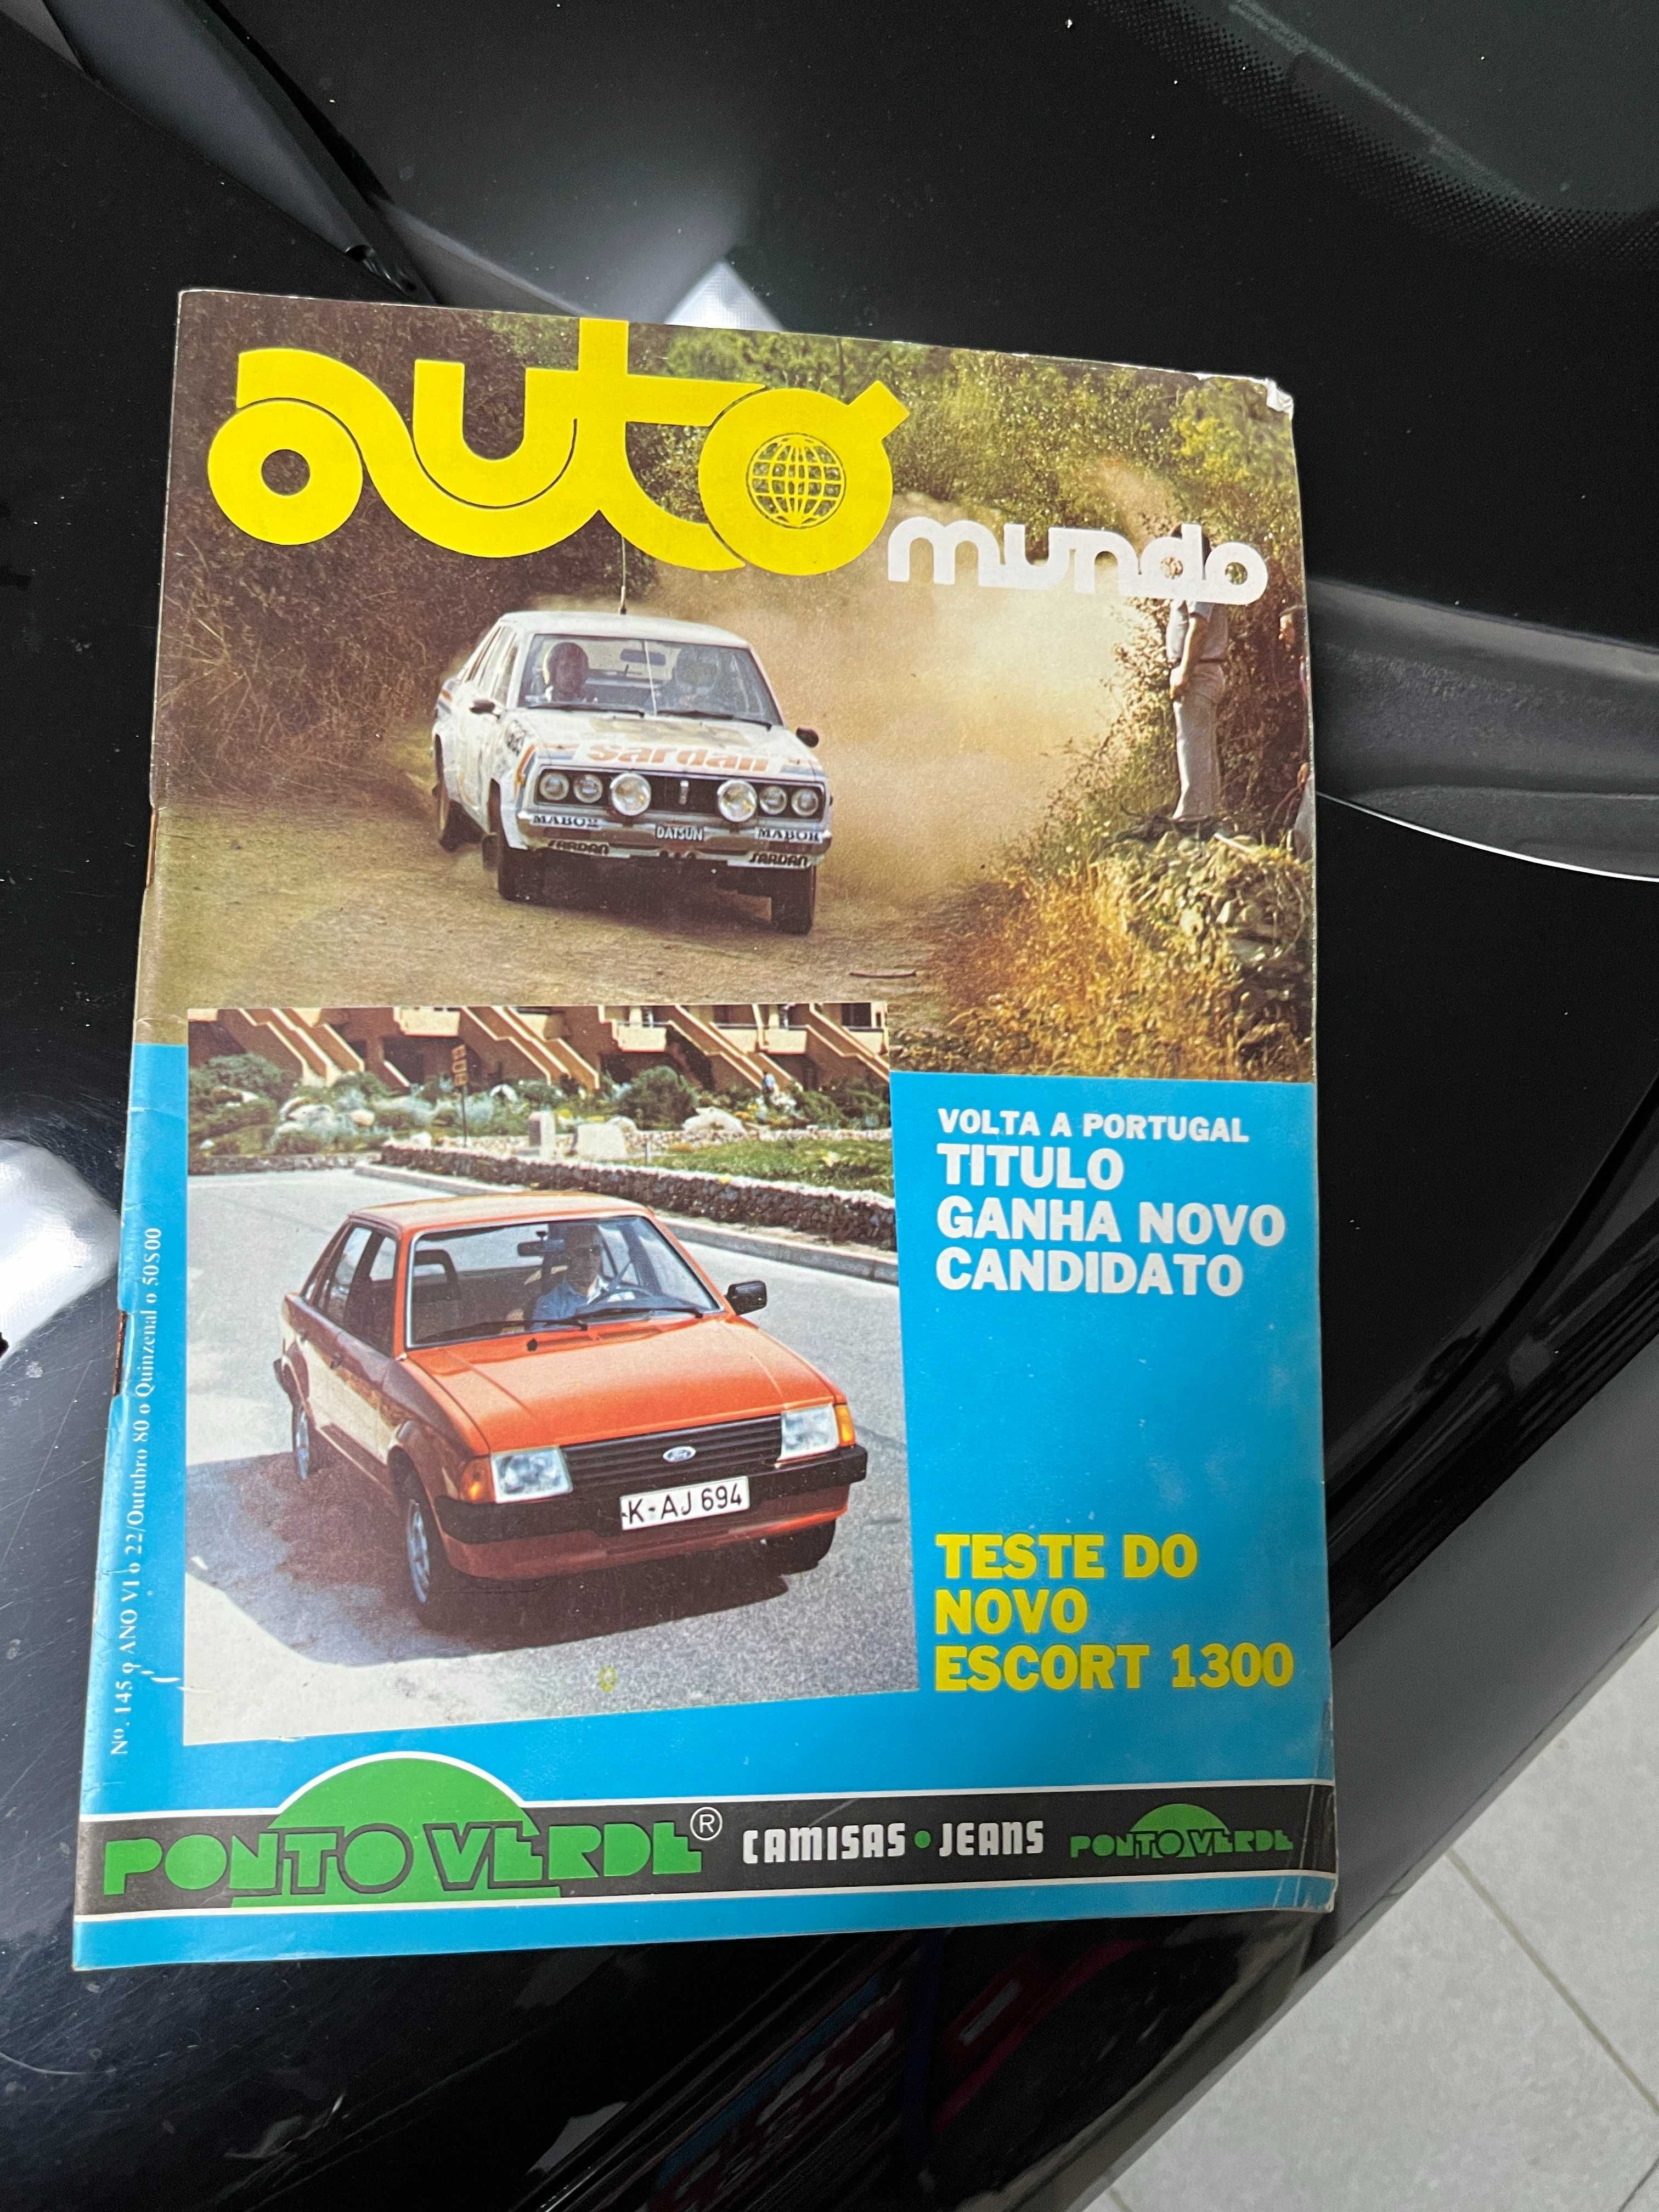 auto
mundo
Sardan
MABOR
DATSUN
MABOR
SARDAN
SARDAN
VOLTA A PORTUGAL
TITULO
GANHA NOVO
CANDIDATO
Ford
K-AJ 694
TESTE DO
NOVO
ESCORT 1300
Nº. 145 o ANO VI o 22/Outubro 80 o Quinzenal o 50$00
PONTO VERDE® CAMISAS • JEANS PONTO VERDE